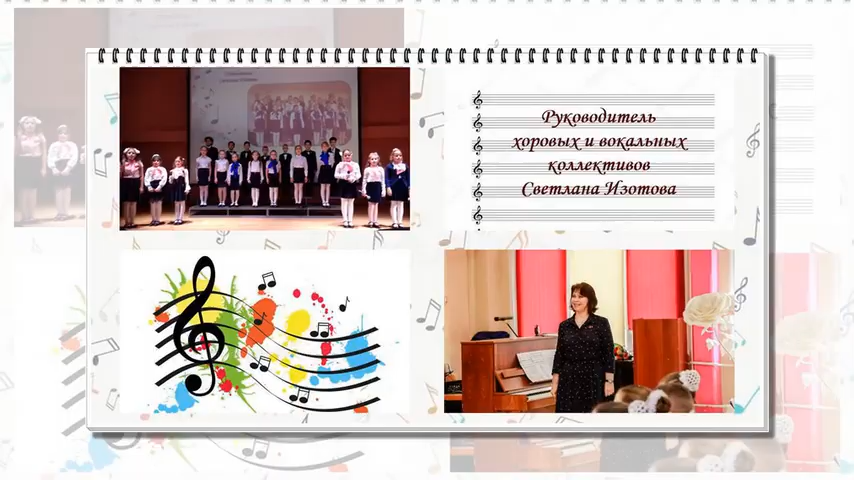 Руководитель
хоровых и вокальных
коллективов
Светлана Изотова